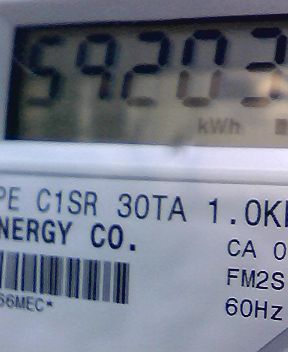 59203
kWh
PE C1SR 30TA 1.0K
NERGY CO.
CA 0
FM2S
66MEC*
60Hz